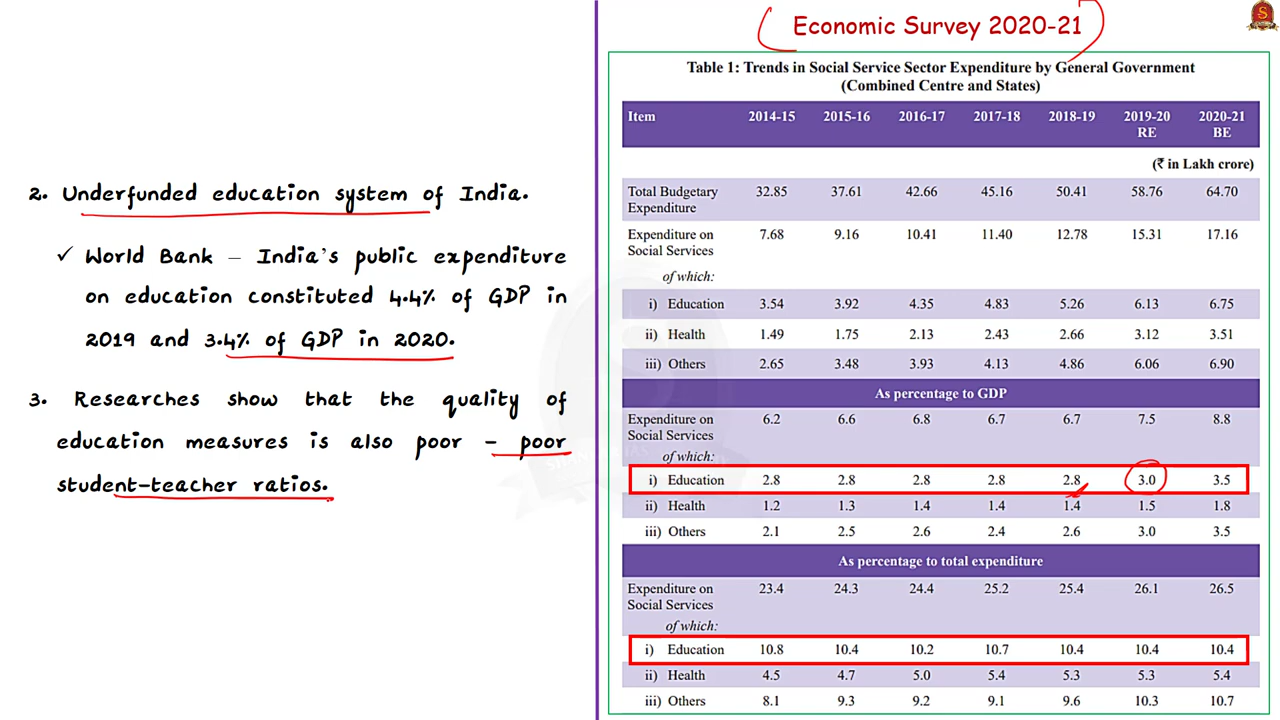 2. Underfunded education system of India.
✓ World Bank – India's public expenditure
on education constituted 4.4% of GDP in
2019 and 3.4% of GDP in 2020.
3. Researches show that the quality of
education measures is also poor – poor
student-teacher ratios.
Economic Survey 2020-21
Table 1: Trends in Social Service Sector Expenditure by General Government
(Combined Centre and States)
Item 2014-15 2015-16 2016-17 2017-18 2018-19 2019-20 2020-21
RE BE
(₹ in Lakh crore)
Total Budgetary 32.85 37.61 42.66 45.16 50.41 58.76 64.70
Expenditure
Expenditure on 7.68 9.16 10.41 11.40 12.78 15.31 17.16
Social Services
of which:
i) Education 3.54 3.92 4.35 4.83 5.26 6.13 6.75
ii) Health 1.49 1.75 2.13 2.43 2.66 3.12 3.51
iii) Others 2.65 3.48 3.93 4.13 4.86 6.06 6.90
As percentage to GDP
Expenditure on 6.2 6.6 6.8 6.7 6.7 7.5 8.8
Social Services
of which:
i) Education 2.8 2.8 2.8 2.8 2.8 3.0 3.5
ii) Health 1.2 1.3 1.4 1.4 1.4 1.5 1.8
iii) Others 2.1 2.5 2.6 2.4 2.6 3.0 3.5
As percentage to total expenditure
Expenditure on 23.4 24.3 24.4 25.2 25.4 26.1 26.5
Social Services
of which:
i) Education 10.8 10.4 10.2 10.7 10.4 10.4 10.4
ii) Health 4.5 4.7 5.0 5.4 5.3 5.3 5.4
iii) Others 8.1 9.3 9.2 9.1 9.6 10.3 10.7